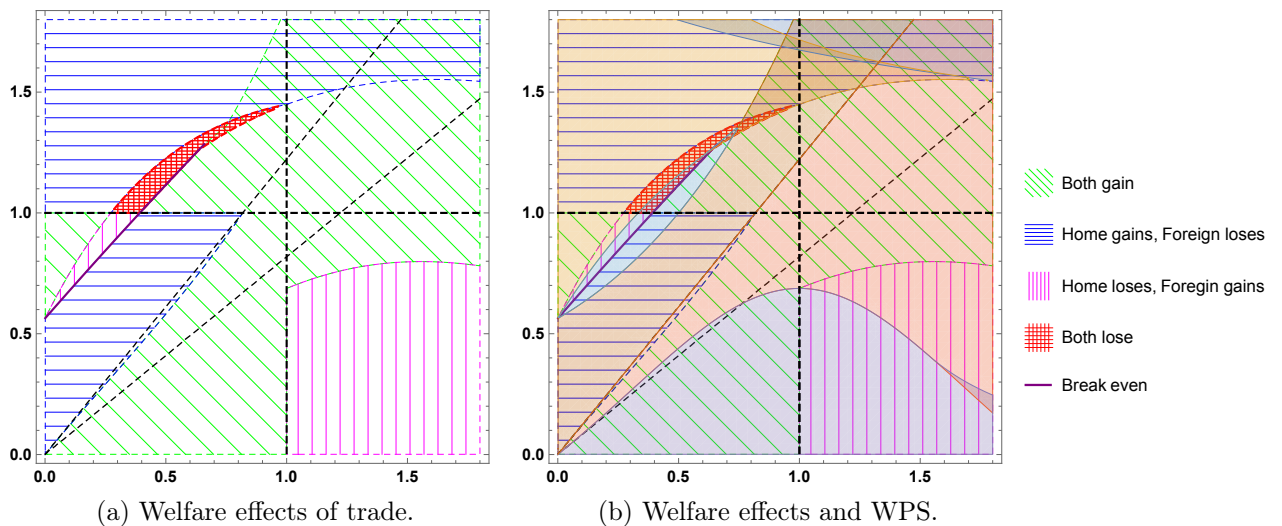 1.5
1.0
0.5
0.0
0.0 0.5 1.0 1.5
(a) Welfare effects of trade.
1.5
1.0
0.5
0.0
0.0 0.5 1.0 1.5
(b) Welfare effects and WPS.
Both gain
Home gains, Foreign loses
Home loses, Foregin gains
Both lose
Break even